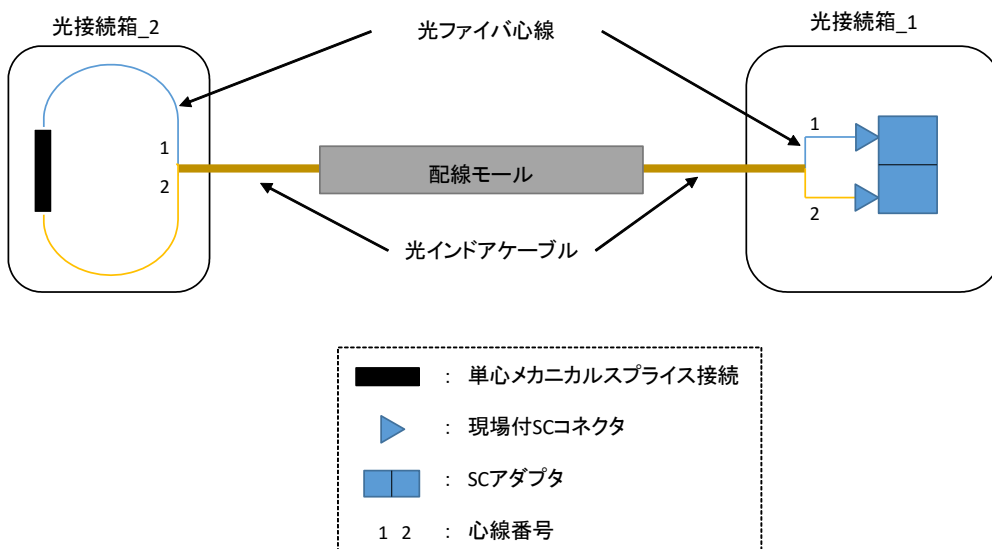 光接続箱_2
光ファイバ心線
光接続箱_1
1
2
配線モール
1
2
光インドアケーブル
： 単心メカニカルスプライス接続
： 現場付SCコネクタ
： SCアダプタ
1 2 ： 心線番号